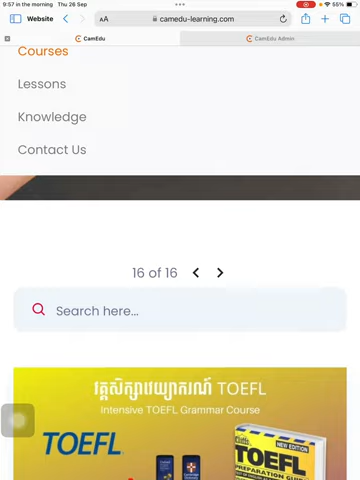 9:57 in the morning Thu 26 Sep
55%
Website
AA
camedu-learning.com
CamEdu
CamEdu Admin
Courses
Lessons
Knowledge
Contact Us
16 of 16
Search here...
វគ្គសិក្សាវេយ្យាករណ៍ TOEFL
Intensive TOEFL Grammar Course
TOEFL
NEW EDITION
TOEFL
PREPARATION GUIDE